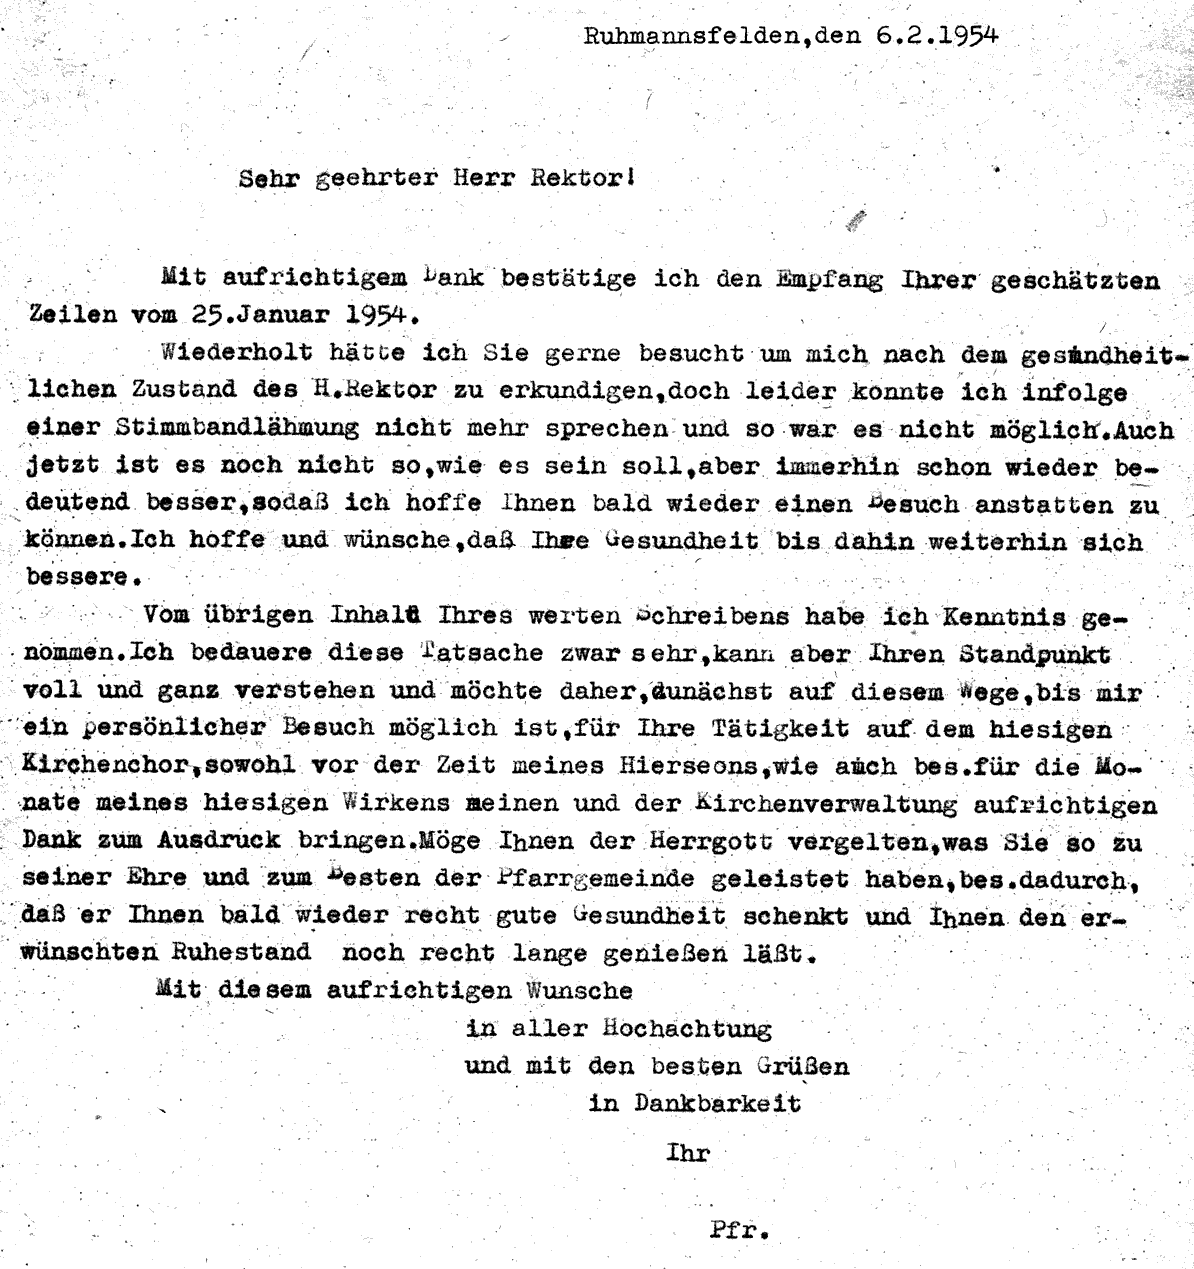 Ruhmannsfelden,den 6.2.1954
Sehr geehrter Herr Rektor!
Mit aufrichtigem Dank bestätige ich den Empfang Ihrer geschätzten
Zeilen vom 25.Januar 1954.
Wiederholt hätte ich Sie gerne besucht um mich nach dem gesundheit-
lichen Zustand des H.Rektor zu erkundigen,doch leider konnte ich infolge
einer Stimmbandlähmung nicht mehr sprechen und so war es nicht möglich.Auch
jetzt ist es noch nicht so,wie es sein soll,aber immerhin schon wieder be-
deutend besser,sodaß ich hoffe Ihnen bald wieder einen Besuch anstatten zu
können.Ich hoffe und wünsche,daß Ihre Gesundheit bis dahin weiterhin sich
bessere.
Vom übrigen Inhalt Ihres werten Schreibens habe ich Kenntnis ge-
nommen.Ich bedauere diese Tatsache zwar sehr,kann aber Ihren Standpunkt
voll und ganz verstehen und möchte daher,dunächst auf diesem Wege,bis mir
ein persönlicher Besuch möglich ist,für Ihre Tätigkeit auf dem hiesigen
Kirchenchor,sowohl vor der Zeit meines Hierseons,wie auch bes.für die Mo-
nate meines hiesigen Wirkens meinen und der Kirchenverwaltung aufrichtigen
Dank zum Ausdruck bringen.Möge Ihnen der Herrgott vergelten,was Sie so zu
seiner Ehre und zum Besten der Pfarrgemeinde geleistet haben,bes.dadurch,
daß er Ihnen bald wieder recht gute Gesundheit schenkt und Ihnen den er-
wünschten Ruhestand noch recht lange genießen läßt.
Mit diesem aufrichtigen Wunsche
in aller Hochachtung
und mit den besten Grüßen
in Dankbarkeit
Ihr
Pfr.